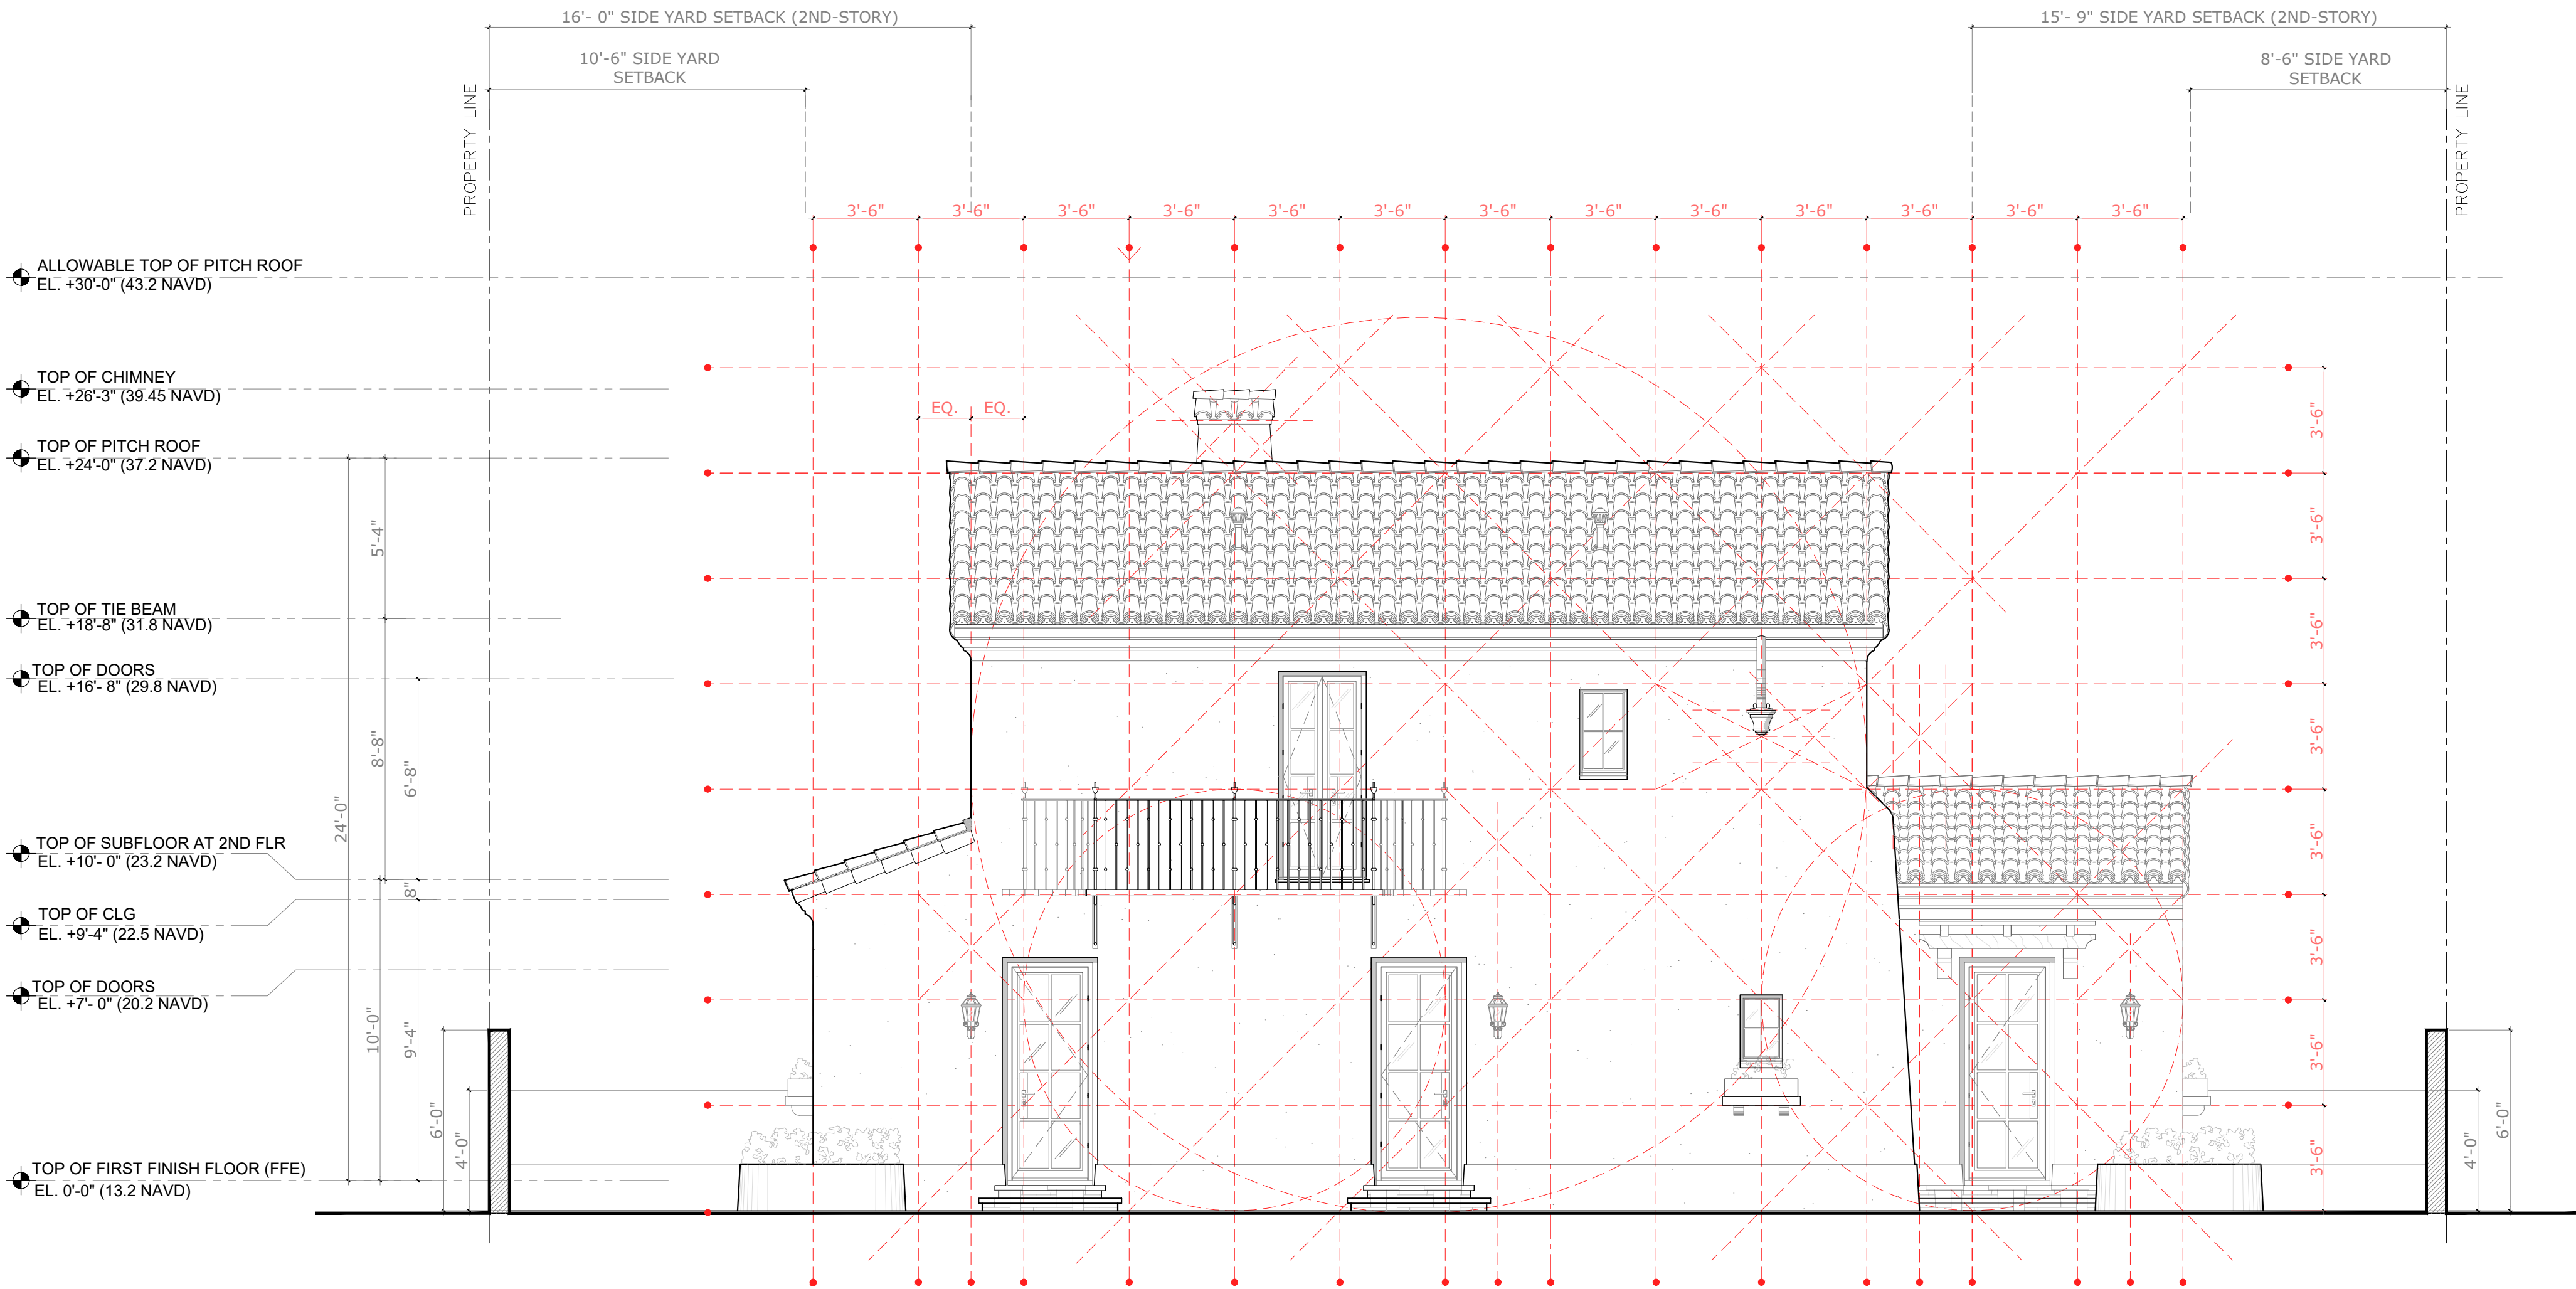 16'- 0" SIDE YARD SETBACK (2ND-STORY)
15'- 9" SIDE YARD SETBACK (2ND-STORY)
10'-6" SIDE YARD
SETBACK
8'-6" SIDE YARD
SETBACK
PROPERTY LINE
PROPERTY LINE
3'-6"
3'-6"
3'-6"
3'-6"
3'-6"
3'-6"
3'-6"
3'-6"
3'-6"
3'-6"
3'-6"
3'-6"
3'-6"
ALLOWABLE TOP OF PITCH ROOF
EL. +30'-0" (43.2 NAVD)
TOP OF CHIMNEY
EL. +26'-3" (39.45 NAVD)
EQ.
EQ.
TOP OF PITCH ROOF
EL. +24'-0" (37.2 NAVD)
TOP OF TIE BEAM
EL. +18'-8" (31.8 NAVD)
TOP OF DOORS
EL. +16'- 8" (29.8 NAVD)
TOP OF SUBFLOOR AT 2ND FLR
EL. +10'- 0" (23.2 NAVD)
TOP OF CLG
EL. +9'-4" (22.5 NAVD)
TOP OF DOORS
EL. +7'- 0" (20.2 NAVD)
TOP OF FIRST FINISH FLOOR (FFE)
EL. 0'-0" (13.2 NAVD)
5'-4"
8'-8"
6'-8"
24'-0"
8"
10'-0"
9'-4"
6'-0"
4'-0"
3'-6"
3'-6"
3'-6"
3'-6"
3'-6"
3'-6"
3'-6"
3'-6"
4'-0"
6'-0"